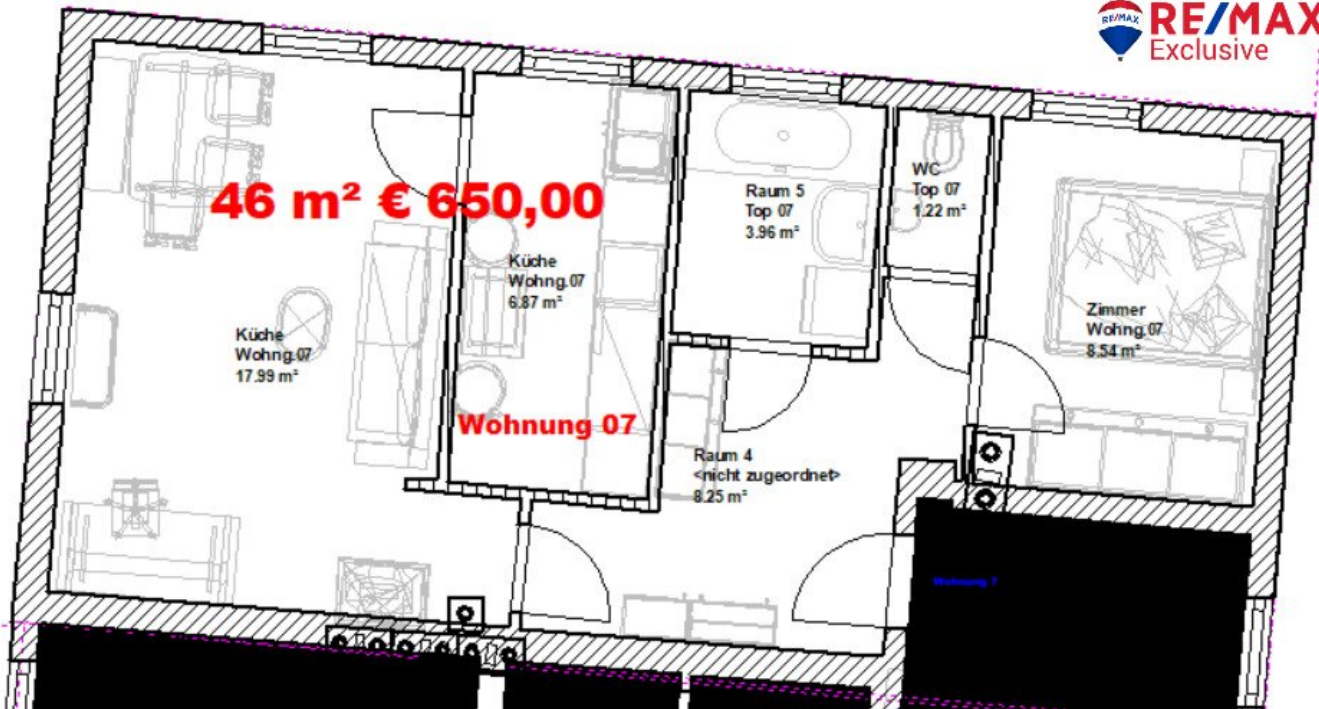 RE/MAX
RE/MAX
Exclusive
46 m² € 650,00
WC
Top 07
1.22 m²
Raum 5
Top 07
3.96 m²
Küche
Wohng.07
6.87 m²
Zimmer
Wohng.07
8.54 m²
Küche
Wohng.07
17.99 m²
Wohnung 07
Raum 4
<nicht zugeordnet>
8.25 m²
Wohnung 7